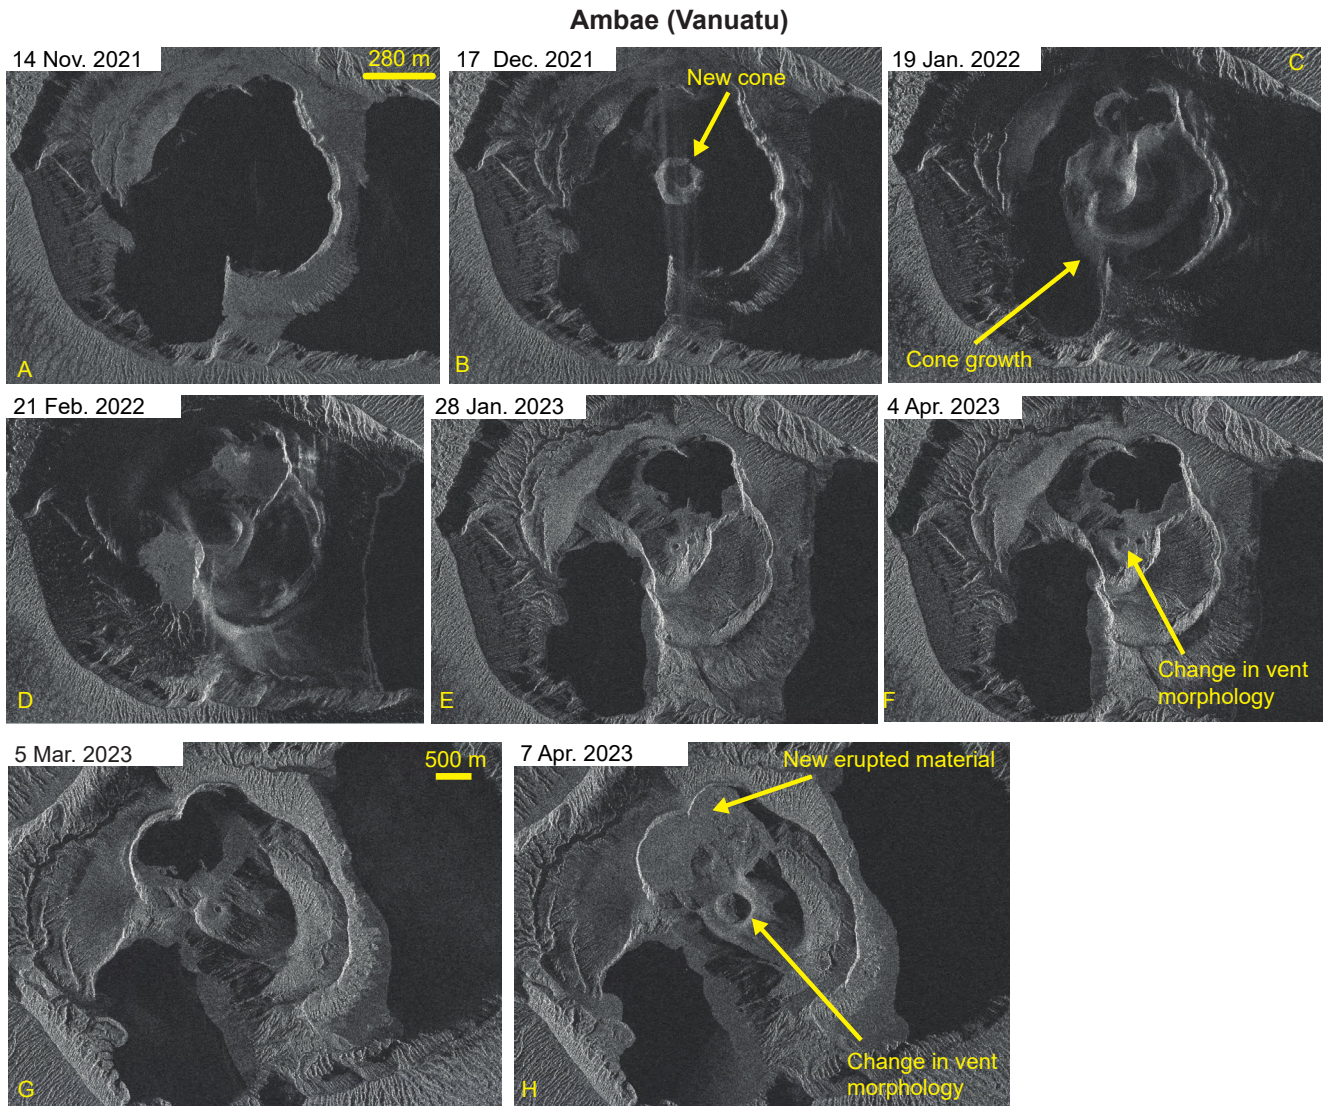 Ambae (Vanuatu)
14 Nov. 2021
280 m
A
17 Dec. 2021
New cone
B
19 Jan. 2022
C
Cone growth
21 Feb. 2022
D
28 Jan. 2023
E
4 Apr. 2023
Change in vent
morphology
F
5 Mar. 2023
500 m
G
7 Apr. 2023
New erupted material
Change in vent
morphology
H